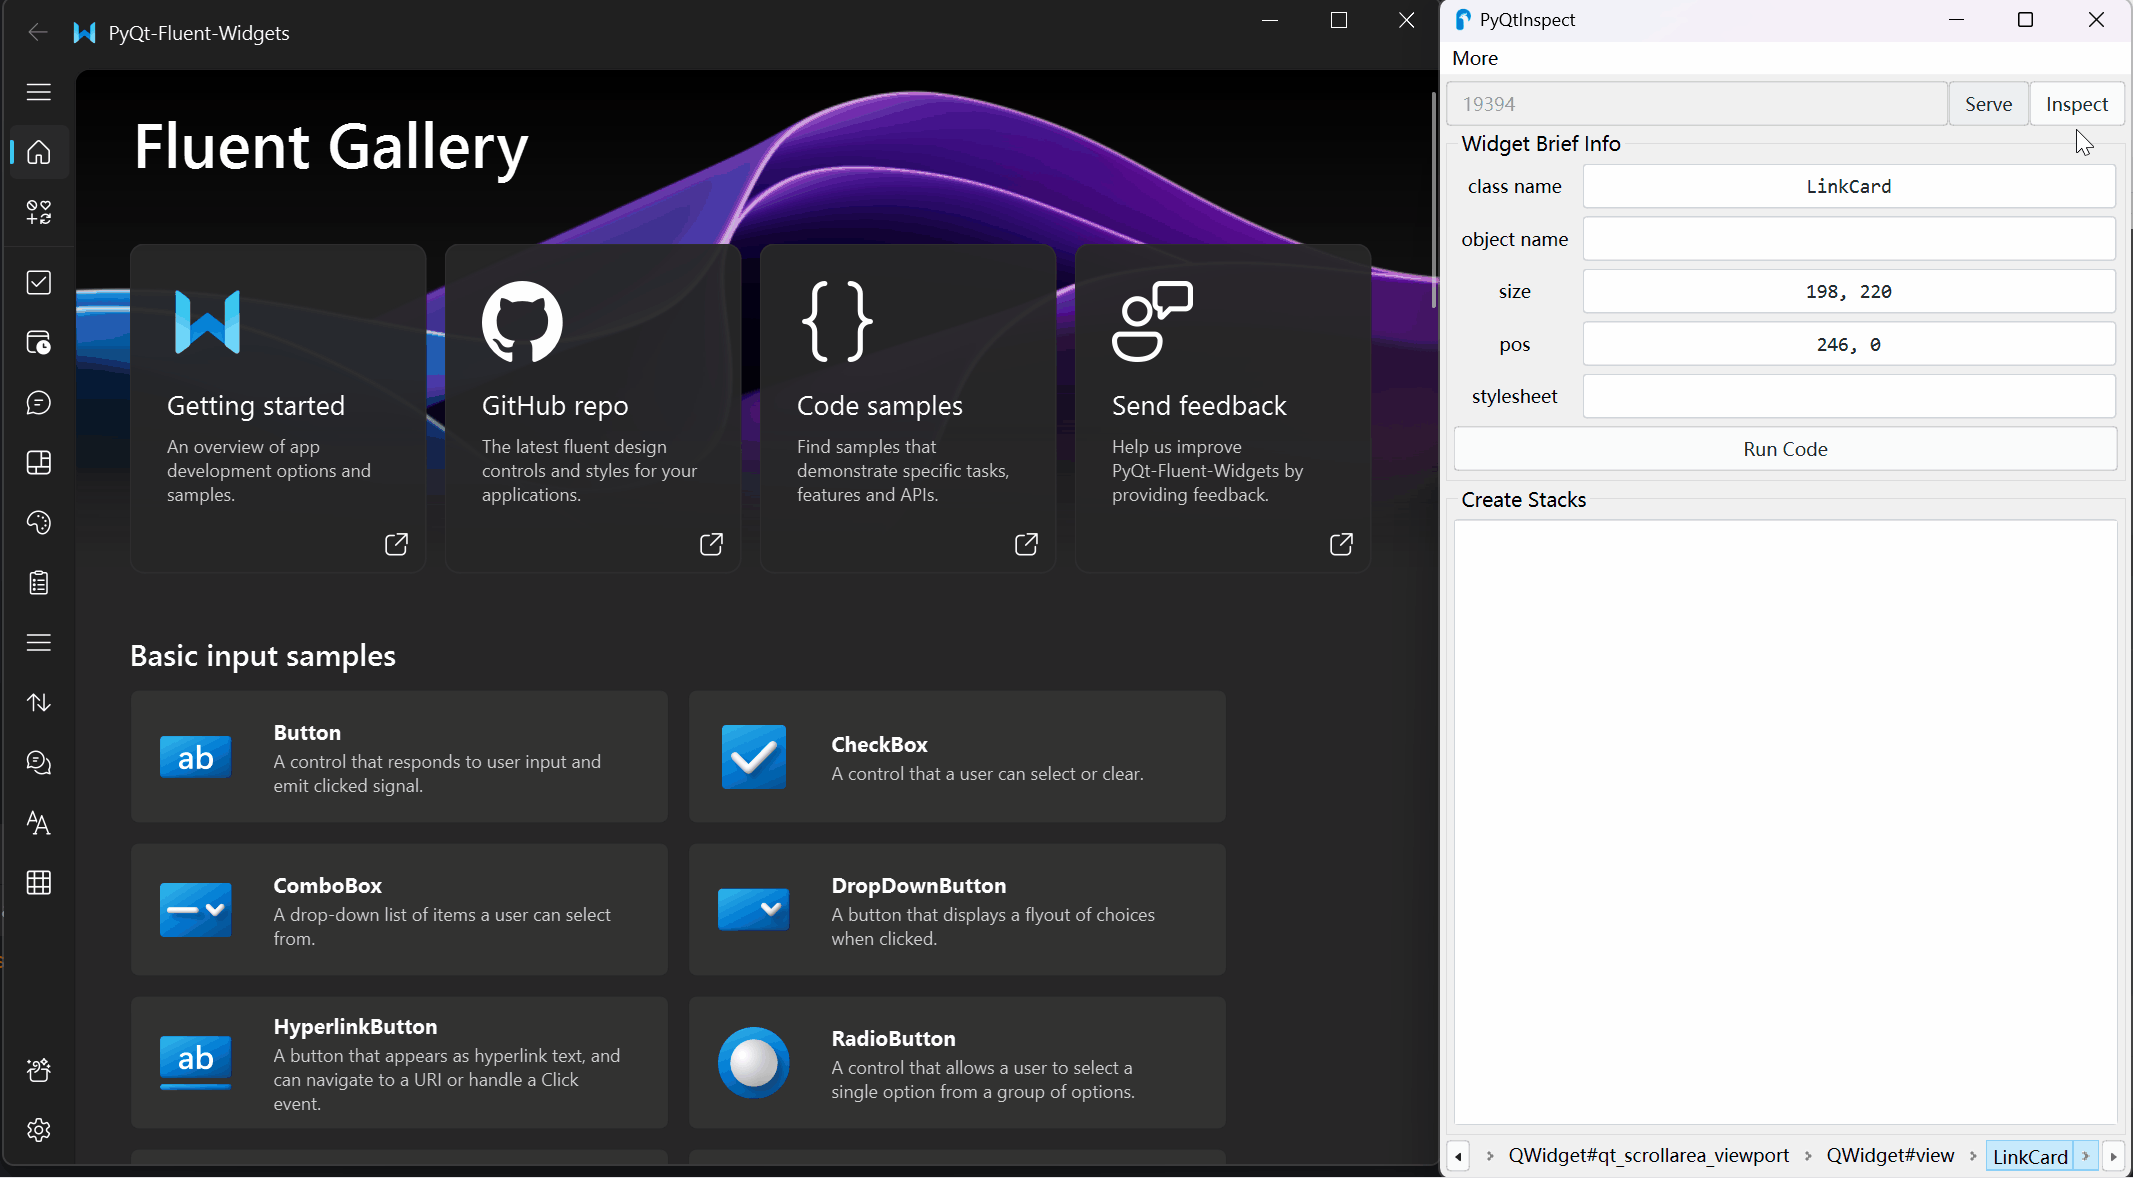 PyQt-Fluent-Widgets
Fluent Gallery
Getting started
An overview of app
development options and
samples.
GitHub repo
The latest fluent design
controls and styles for your
applications.
Code samples
Find samples that
demonstrate specific tasks,
features and APIs.
Send feedback
Help us improve
PyQt-Fluent-Widgets by
providing feedback.
Basic input samples
ab
Button
A control that responds to user input and
emit clicked signal.
CheckBox
A control that a user can select or clear.
ComboBox
A drop-down list of items a user can select
from.
DropDownButton
A button that displays a flyout of choices
when clicked.
ab
HyperlinkButton
A button that appears as hyperlink text, and
can navigate to a URI or handle a Click
event.
RadioButton
A control that allows a user to select a
single option from a group of options.
PyQtInspect
More
19394
Serve
Inspect
Widget Brief Info
class name
LinkCard
object name
size
198, 220
pos
246, 0
stylesheet
Run Code
Create Stacks
QWidget#qt_scrollarea_viewport
QWidget#view
LinkCard